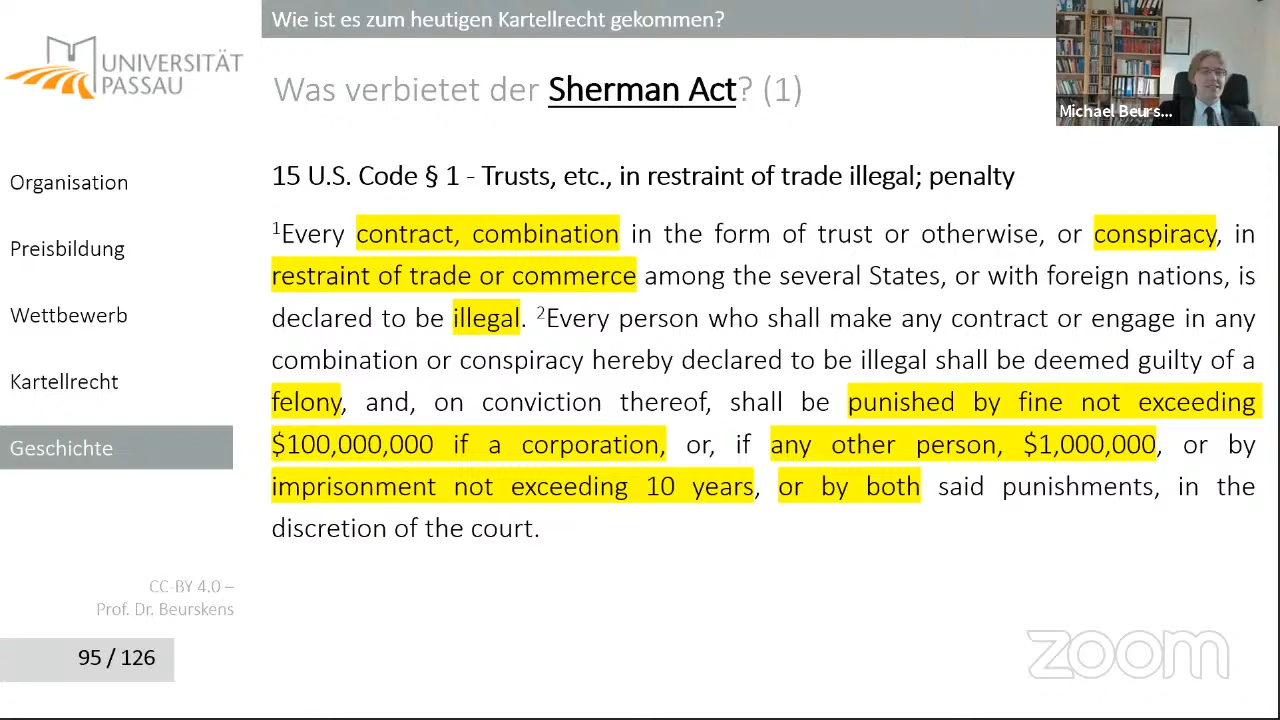 Wie ist es zum heutigen Kartellrecht gekommen?
UNIVERSITÄT
PASSAU
Was verbietet der Sherman Act? (1)
Michael Beurs...
Organisation
Preisbildung
Wettbewerb
Kartellrecht
Geschichte
15 U.S. Code § 1 - Trusts, etc., in restraint of trade illegal; penalty
¹Every contract, combination in the form of trust or otherwise, or conspiracy, in
restraint of trade or commerce among the several States, or with foreign nations, is
declared to be illegal. ²Every person who shall make any contract or engage in any
combination or conspiracy hereby declared to be illegal shall be deemed guilty of a
felony, and, on conviction thereof, shall be punished by fine not exceeding
$100,000,000 if a corporation, or, if any other person, $1,000,000, or by
imprisonment not exceeding 10 years, or by both said punishments, in the
discretion of the court.
CC-BY 4.0 –
Prof. Dr. Beurskens
95 / 126
zoom